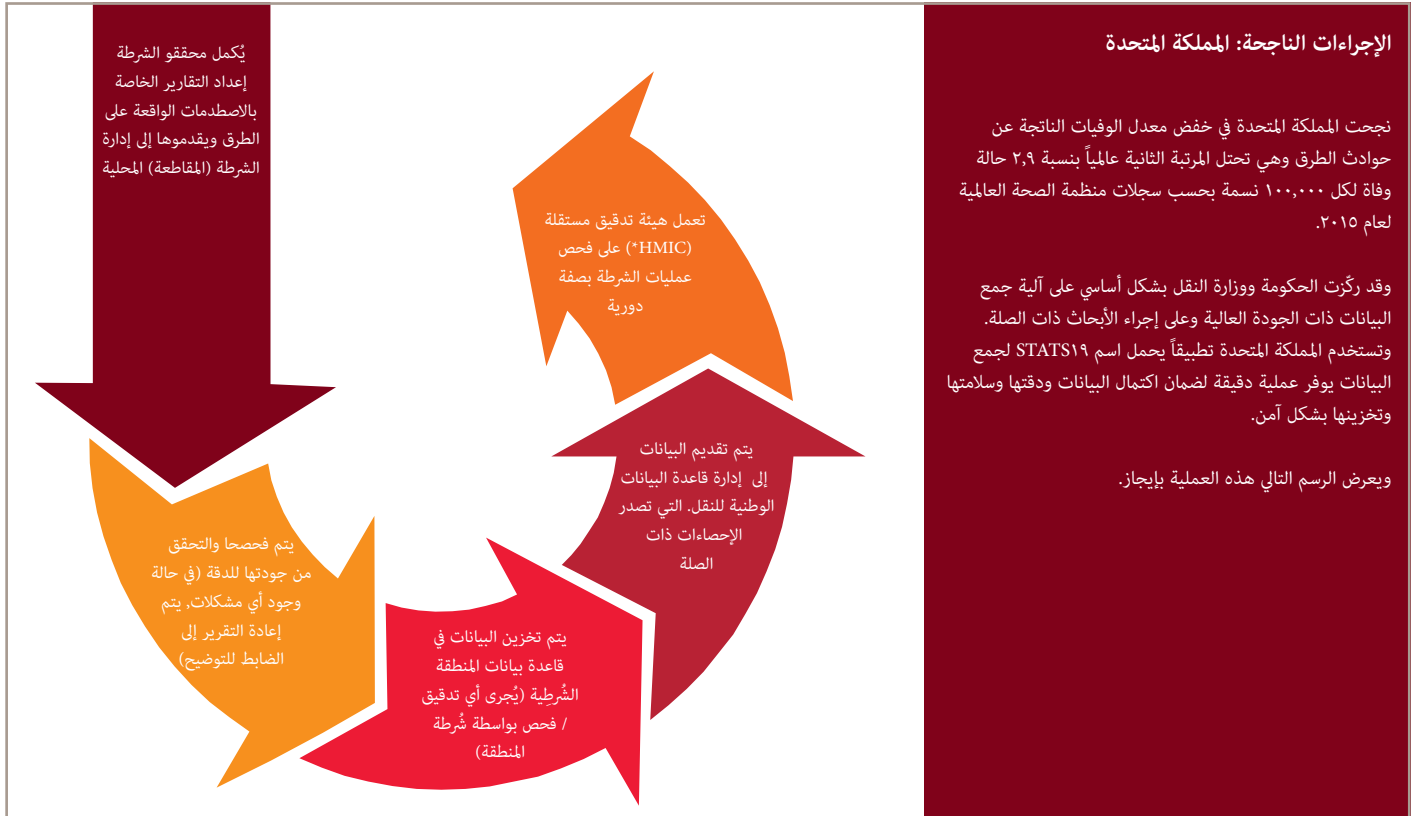 الإجراءات الناجحة: المملكة المتحدة
نجحت المملكة المتحدة في خفض معدل الوفيات الناتجة عن
حوادث الطرق وهي تحتل المرتبة الثانية عالمياً بنسبة ٢,٩ حالة
وفاة لكل ١٠٠,٠٠٠ نسمة بحسب سجلات منظمة الصحة العالمية
لعام ٢٠١٥.
وقد ركّزت الحكومة ووزارة النقل بشكل أساسي على آلية جمع
البيانات ذات الجودة العالية وعلى إجراء الأبحاث ذات الصلة.
وتستخدم المملكة المتحدة تطبيقاً يحمل اسم STATS١٩ لجمع
البيانات يوفر عملية دقيقة لضمان اكتمال البيانات ودقتها وسلامتها
وتخزينها بشكل آمن.
ويعرض الرسم التالي هذه العملية بإيجاز.
يُكمل محققو الشرطة
إعداد التقارير الخاصة
بالاصطدمات الواقعة على
الطرق ويقدموها إلى إدارة
الشرطة (المقاطعة) المحلية
يتم فحصحا والتحقق
من جودتها للدقة (في حالة
وجود أي مشكلات, يتم
إعادة التقرير إلى
الضابط للتوضيح)
يتم تخزين البيانات في
قاعدة بيانات المنطقة
الشُرطِية (يُجرى أي تدقيق
/ فحص بواسطة شُرطة
المنطقة)
يتم تقديم البيانات
إلى إدارة قاعدة البيانات
الوطنية للنقل. التي تصدر
الإحصاءات ذات
الصلة
تعمل هيئة تدقيق مستقلة
(HMIC*) على فحص
عمليات الشرطة بصفة
دورية